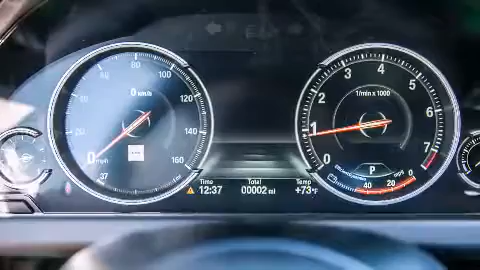 80
60
100
0 km/h
40
120
20
140
0
37
160
1/min x 1000
0
1
2
3
4
5
6
7
P
40 20 0
mpg
Time Total Temp
12:37 00002 mi +73°F